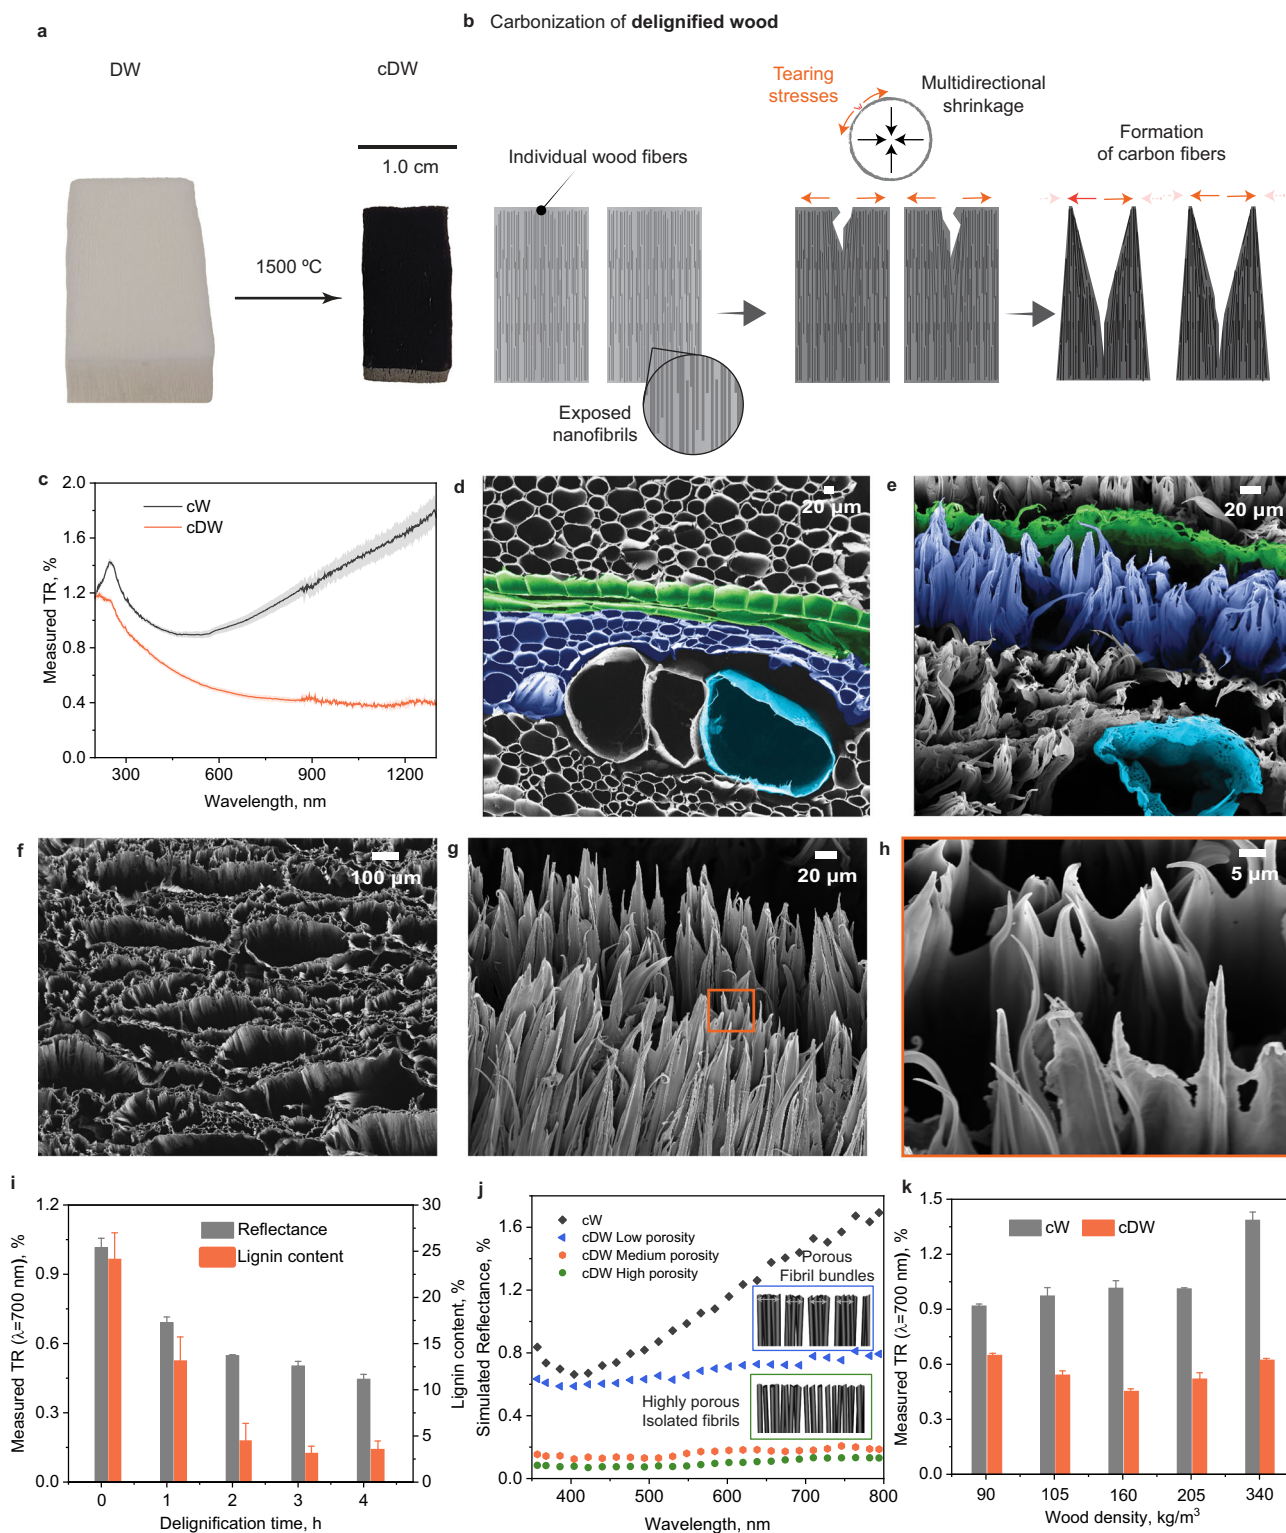 a
DW
cDW
1.0 cm
1500 ºC
b Carbonization of delignified wood
Tearing
stresses
Multidirectional
shrinkage
Individual wood fibers
Formation
of carbon fibers
Exposed
nanofibrils
c
2.0
1.6
1.2
0.8
0.4
0.0
Measured TR, %
cW
cDW
300 600 900 1200
Wavelength, nm
d
20 µm
e
20 µm
f
100 µm
g
20 µm
h
5 µm
i
1.2
0.9
0.6
0.3
0.0
Measured TR (λ=700 nm), %
Reflectance
Lignin content
30
25
20
15
10
5
0
Lignin content, %
0 1 2 3 4
Delignification time, h
j
1.6
1.2
0.8
0.4
0.0
Simulated Reflectance, %
cW
cDW Low porosity
cDW Medium porosity
cDW High porosity
Porous
Fibril bundles
Highly porous
Isolated fibrils
400 500 600 700 800
Wavelength, nm
k
1.5
1.2
0.9
0.6
0.3
0.0
Measured TR (λ=700 nm), %
cW cDW
90 105 160 205 340
Wood density, kg/m³